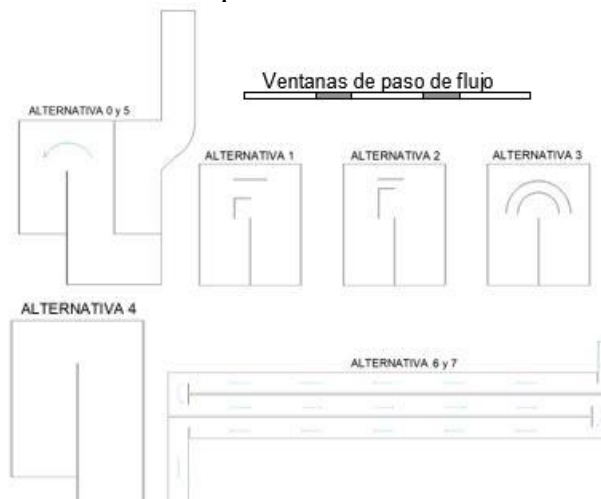 Ventanas de paso de flujo
ALTERNATIVA 0 y 5
ALTERNATIVA 1
ALTERNATIVA 2
ALTERNATIVA 3
ALTERNATIVA 4
ALTERNATIVA 6 y 7